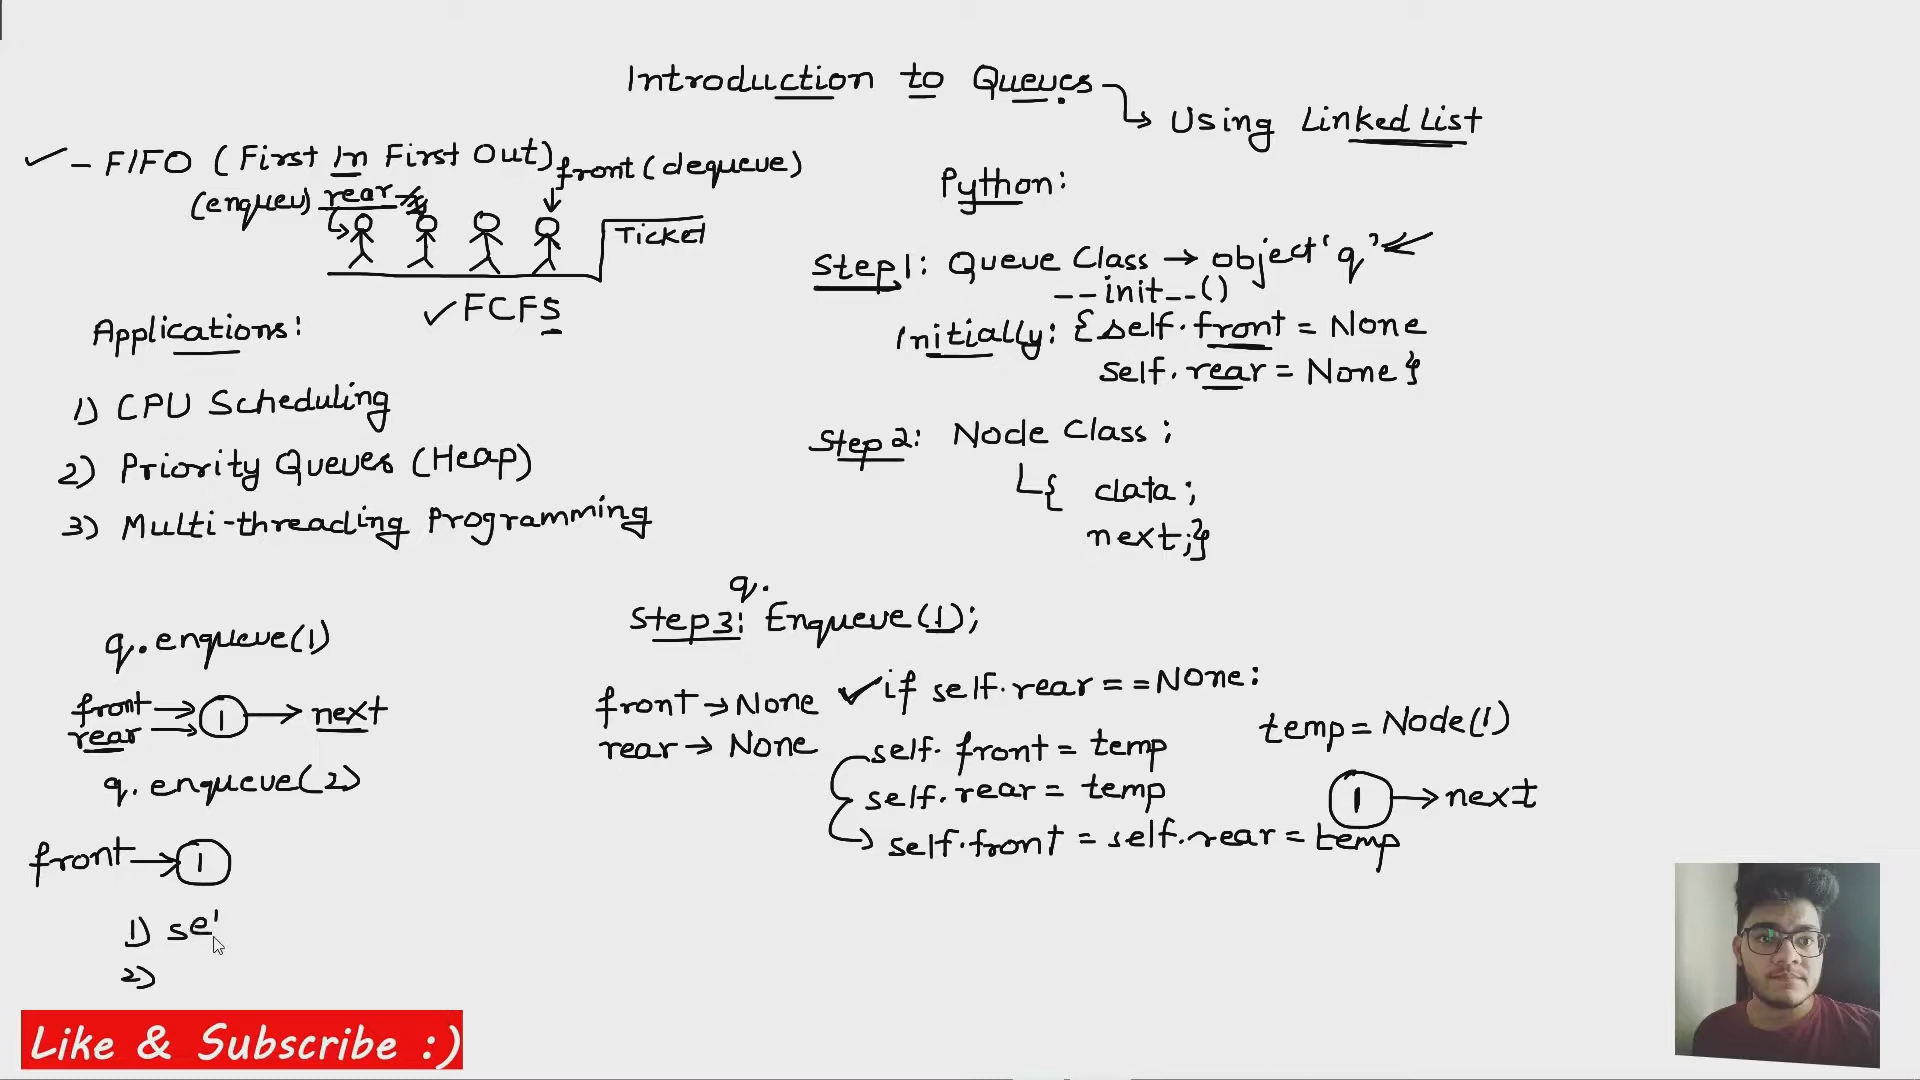 Introduction to Queues
Using Linked List
- FIFO (First In First Out)
front (dequeue)
(enqueu) rear
Ticket
FCFS
Applications:
1) CPU Scheduling
2) Priority Queues (Heap)
3) Multi-threading Programming
Python:
Step1: Queue Class → object 'q'
--init--()
Initially: {self.front = None
self.rear = None}
Step2: Node Class;
{ data;
next;}
q.
Step3: Enqueue(1);
front → None
rear → None
if self.rear == None:
self.front = temp
self.rear = temp
self.front = self.rear = temp
temp = Node(1)
1 → next
q.enqueue(1)
front →
rear → 1 → next
q.enqueue(2)
front → 1
1) sel
2)
Like & Subscribe :)